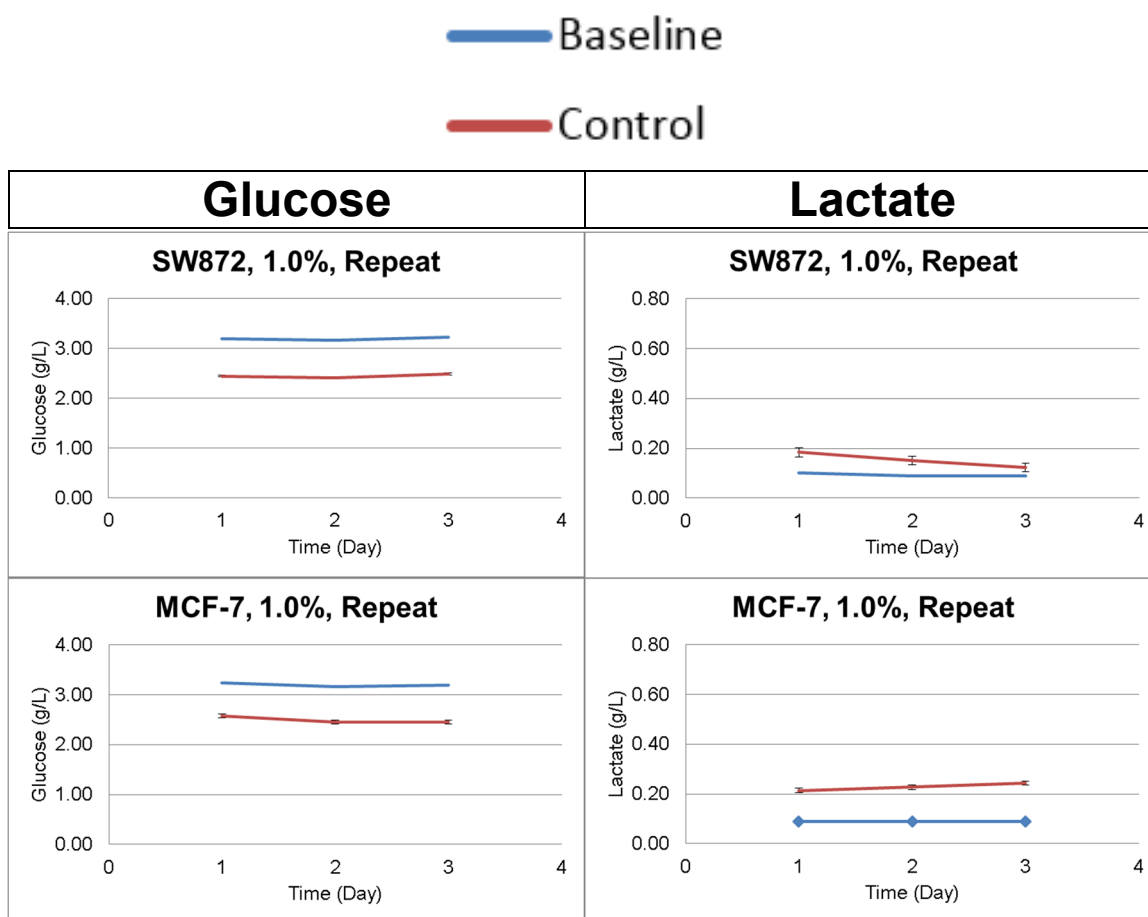 Baseline
Control
Glucose Lactate
SW872, 1.0%, Repeat
4.00
3.00
2.00
1.00
0.00
0 1 2 3 4
Glucose (g/L)
Time (Day)
SW872, 1.0%, Repeat
0.80
0.60
0.40
0.20
0.00
0 1 2 3 4
Lactate (g/L)
Time (Day)
MCF-7, 1.0%, Repeat
4.00
3.00
2.00
1.00
0.00
0 1 2 3 4
Glucose (g/L)
Time (Day)
MCF-7, 1.0%, Repeat
0.80
0.60
0.40
0.20
0.00
0 1 2 3 4
Lactate (g/L)
Time (Day)